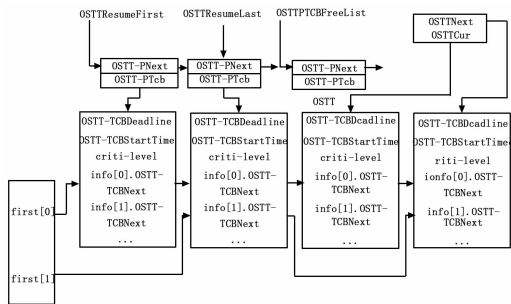 OSTTResumeFirst
OSTTResumeLast
OSTTPTCBFreeList
OSTTNext
OSTTCur
OSTT-PNext
OSTT-PTcb
OSTT-PNext
OSTT-PTcb
OSTT-PNext
OSTT-PTcb
OSTT
OSTT-TCBDeadline
OSTT-TCBStartTime
criti-level
info[0].OSTT-
TCBNext
info[1].OSTT-
TCBNext
...
OSTT-TCBDeadline
OSTT-TCBStartTime
criti-level
info[0].OSTT-
TCBNext
info[1].OSTT-
TCBNext
...
OSTT-TCBDcadline
OSTT-TCBStartTime
criti-level
info[0].OSTT-
TCBNext
info[1].OSTT-
TCBNext
...
OSTT-TCBDcadline
OSTT-TCBStartTime
riti-level
ionfo[0].OSTT-
TCBNext
info[1].OSTT-
TCBNext
...
first[0]
first[1]